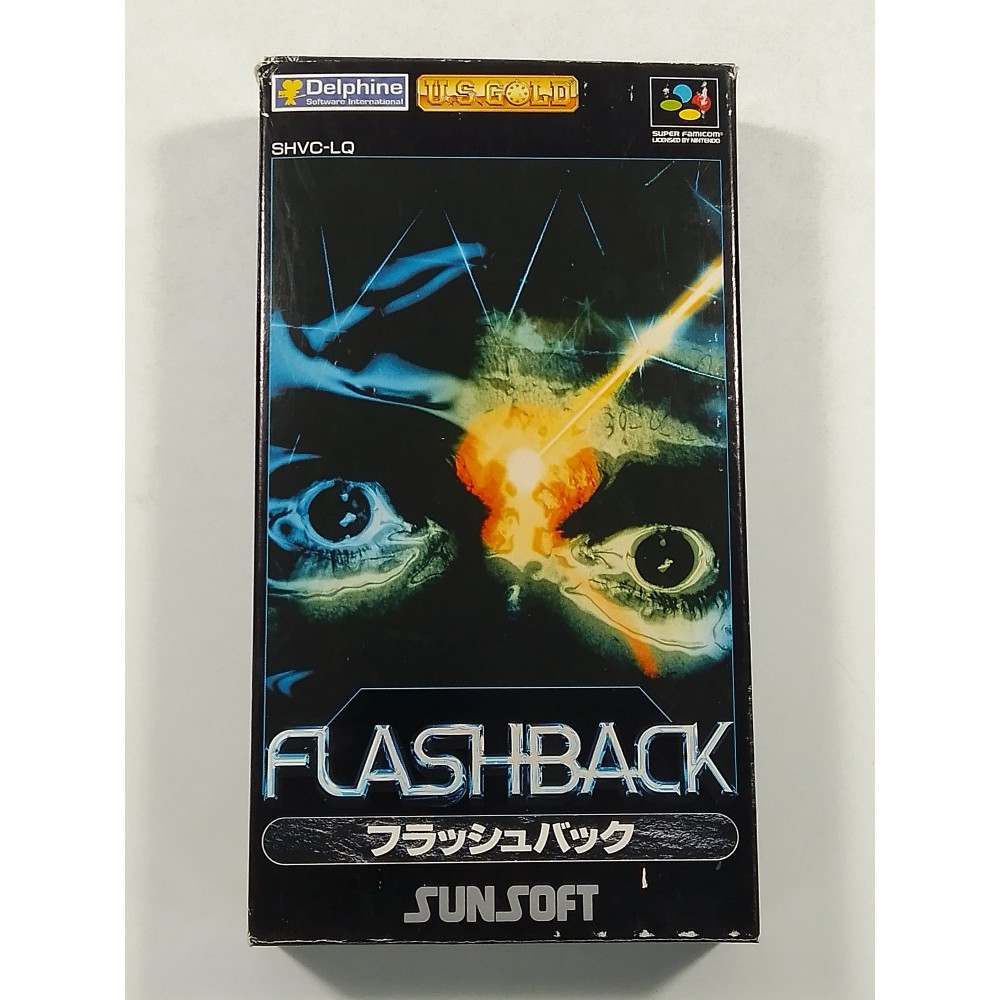 Delphine
Software International
U.S. GOLD
SUPER FAMICOM
LICENSED BY NINTENDO
SHVC-LQ
FLASHBACK
フラッシュバック
SUNSOFT